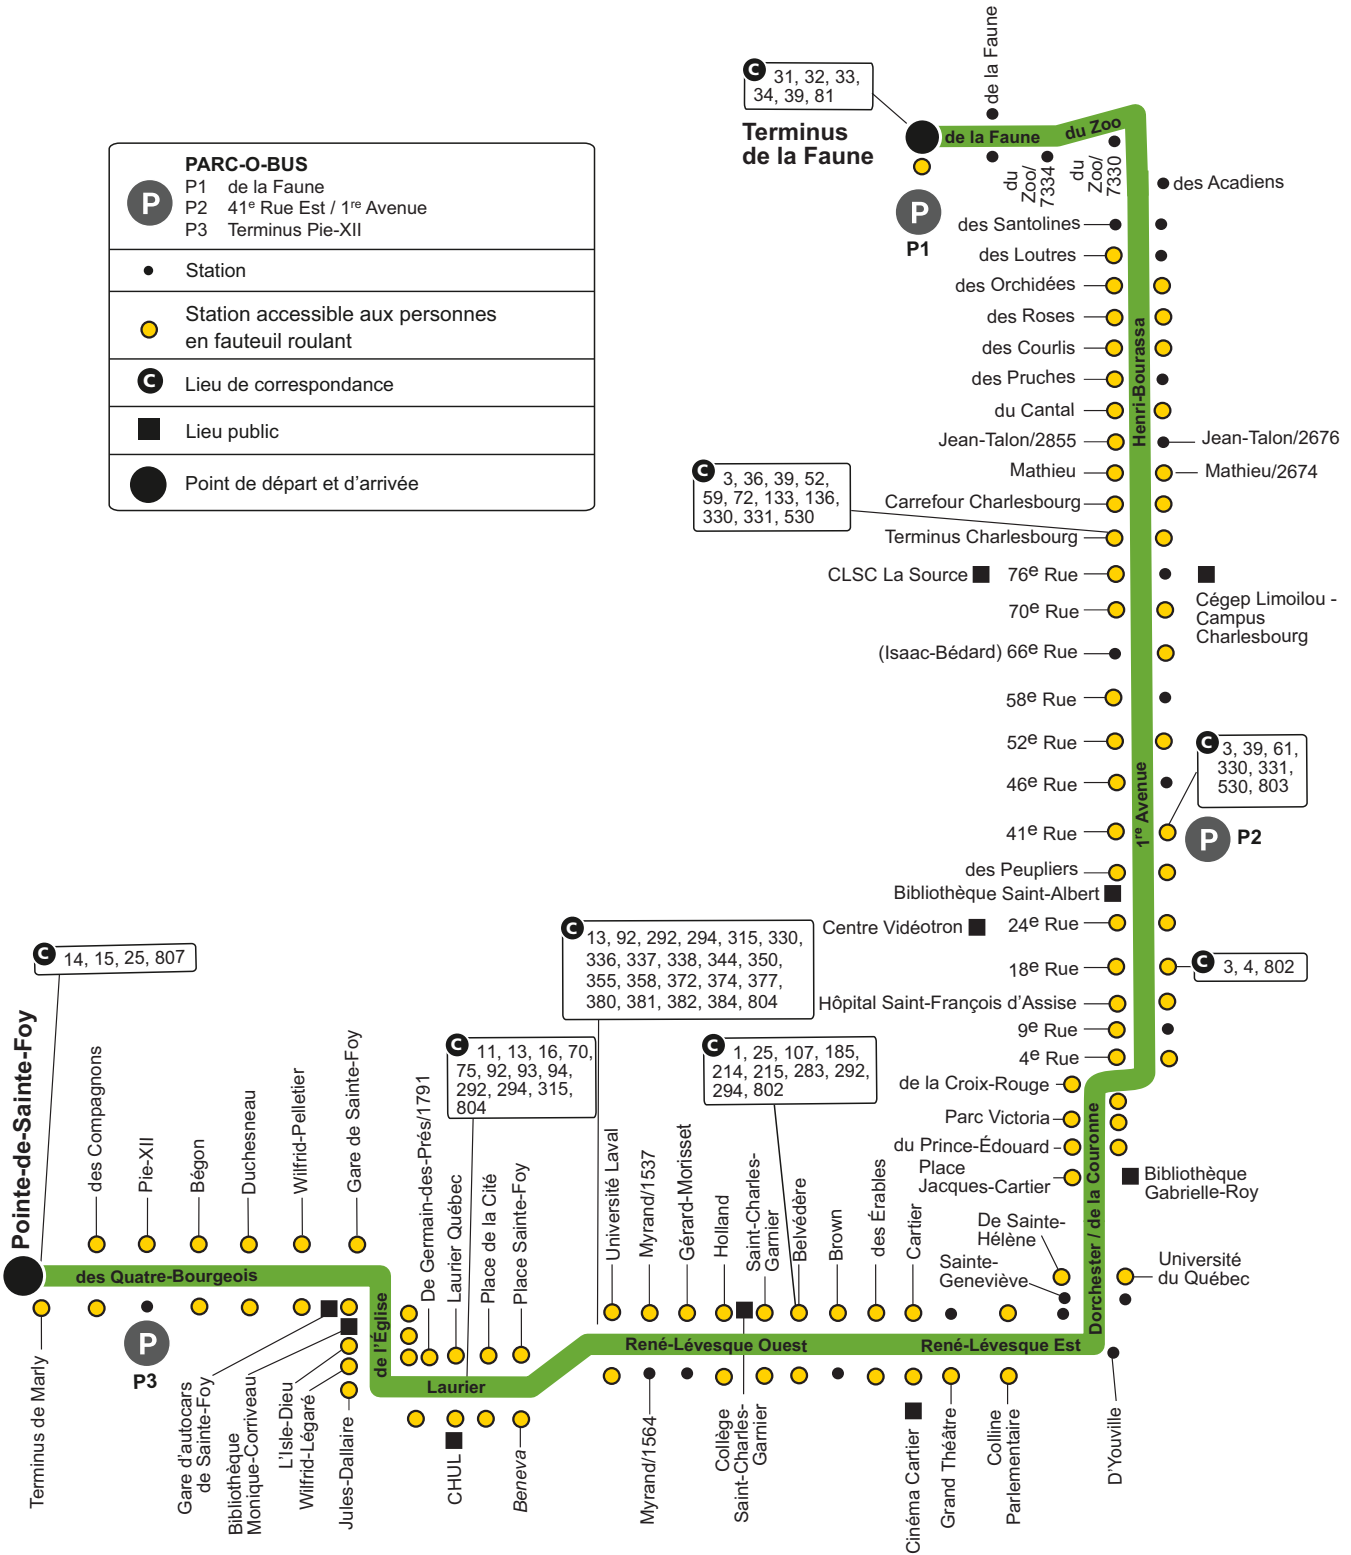 PARC-O-BUS
P
P1 de la Faune
P2 41e Rue Est / 1re Avenue
P3 Terminus Pie-XII
Station
Station accessible aux personnes
en fauteuil roulant
C Lieu de correspondance
Lieu public
Point de départ et d'arrivée
C 31, 32, 33,
34, 39, 81
Terminus
de la Faune
P
P1
de la Faune
de la Faune
du Zoo
du
Zoo/
7334
du
Zoo/
7330
des Acadiens
des Santolines
des Loutres
des Orchidées
des Roses
des Courlis
des Pruches
du Cantal
Jean-Talon/2855
Jean-Talon/2676
Mathieu
Mathieu/2674
Henri-Bourassa
C 3, 36, 39, 52,
59, 72, 133, 136,
330, 331, 530
Carrefour Charlesbourg
Terminus Charlesbourg
CLSC La Source
76e Rue
Cégep Limoilou -
Campus
Charlesbourg
70e Rue
(Isaac-Bédard) 66e Rue
58e Rue
52e Rue
46e Rue
41e Rue
1re Avenue
C 3, 39, 61,
330, 331,
530, 803
P
P2
des Peupliers
Bibliothèque Saint-Albert
Centre Vidéotron
24e Rue
18e Rue
C 3, 4, 802
Hôpital Saint-François d'Assise
9e Rue
4e Rue
de la Croix-Rouge
Parc Victoria
du Prince-Édouard
Place
Jacques-Cartier
Dorchester / de la Couronne
Bibliothèque
Gabrielle-Roy
De Sainte-
Hélène
Sainte-
Geneviève
Université
du Québec
D'Youville
C 14, 15, 25, 807
Pointe-de-Sainte-Foy
des Compagnons
Pie-XII
Bégon
Duchesneau
Wilfrid-Pelletier
Gare de Sainte-Foy
des Quatre-Bourgeois
Terminus de Marly
P
P3
Gare d'autocars
de Sainte-Foy
Bibliothèque
Monique-Corriveau
L'Isle-Dieu
Wilfrid-Légaré
Jules-Dallaire
de l'Église
C 11, 13, 16, 70,
75, 92, 93, 94,
292, 294, 315,
804
De Germain-des-Prés/1791
Laurier Québec
Place de la Cité
Place Sainte-Foy
Laurier
CHUL
Beneva
C 13, 92, 292, 294, 315, 330,
336, 337, 338, 344, 350,
355, 358, 372, 374, 377,
380, 381, 382, 384, 804
C 1, 25, 107, 185,
214, 215, 283, 292,
294, 802
Université Laval
Myrand/1537
Gérard-Morisset
Holland
Saint-Charles-
Garnier
Belvédère
Brown
des Érables
Cartier
René-Lévesque Ouest
René-Lévesque Est
Myrand/1564
Collège
Saint-Charles-
Garnier
Cinéma Cartier
Grand Théâtre
Colline
Parlementaire